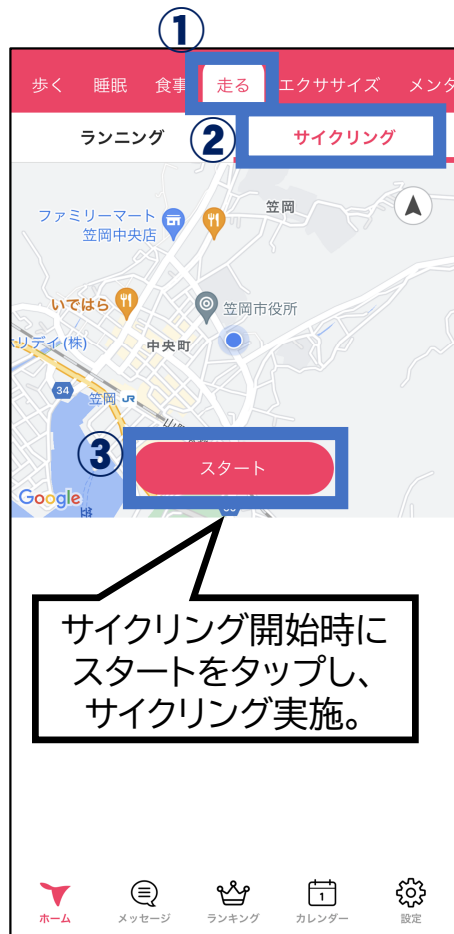 ①
歩く 睡眠 食事 走る エクササイズ メンタ
ランニング ② サイクリング
笠岡
ファミリーマート
笠岡中央店
いではら
笠岡市役所
リデイ(株)
中央町
34
笠岡 JR
③
スタート
Google
サイクリング開始時に
スタートをタップし、
サイクリング実施。
1
ホーム メッセージ ランキング カレンダー 設定